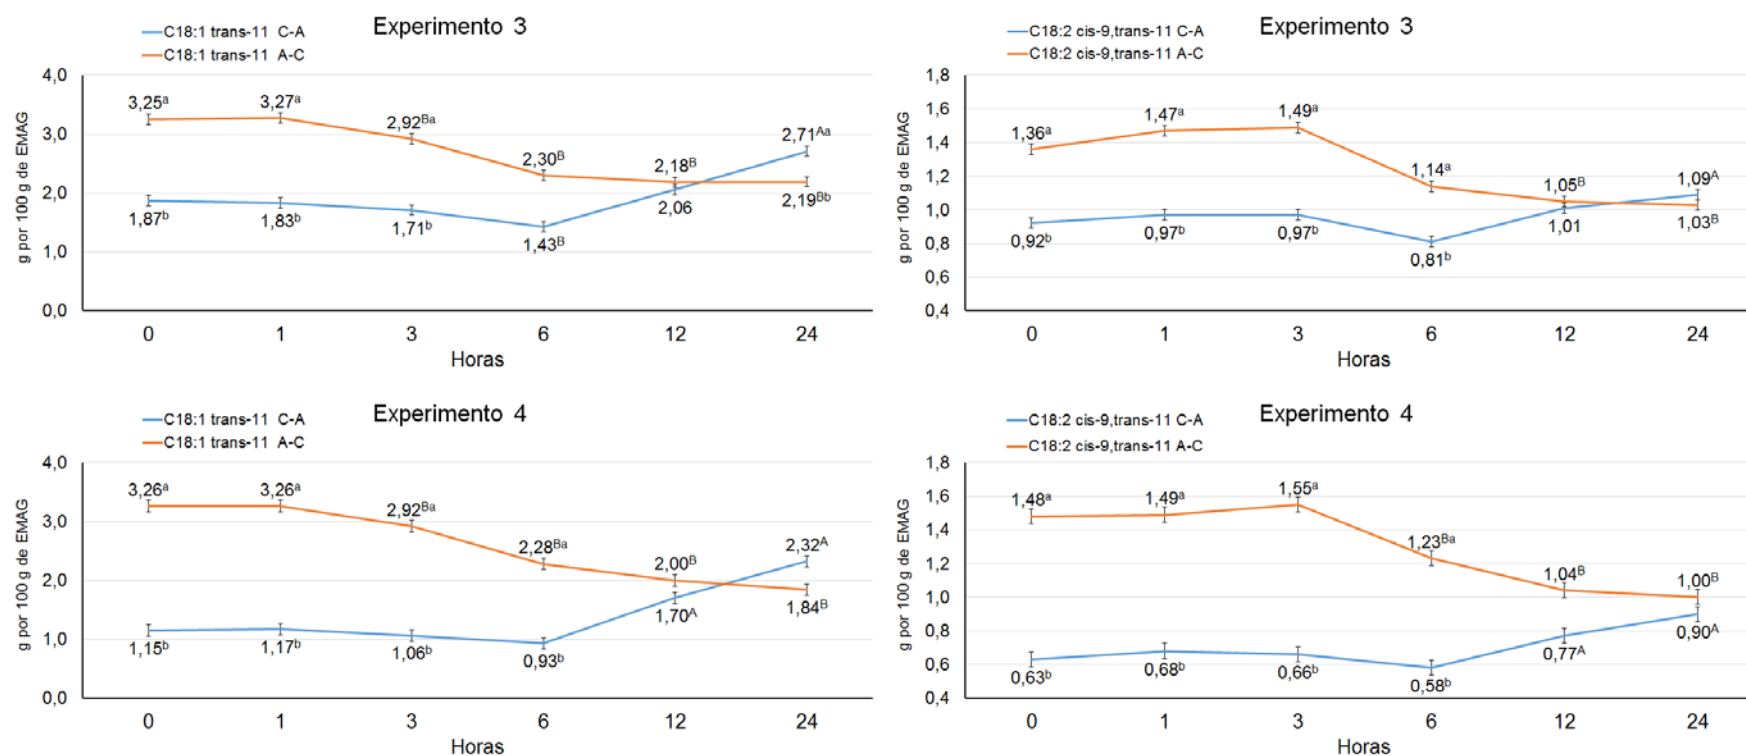 Experimento 3
C18:1 trans-11 C-A
C18:1 trans-11 A-C
g por 100 g de EMAG
4,0
3,0
2,0
1,0
0,0
3,25ᵃ
3,27ᵃ
2,92ᴮᵃ
2,30ᴮ
2,18ᴮ
2,71ᴬᵃ
1,87ᵇ
1,83ᵇ
1,71ᵇ
1,43ᴮ
2,06
2,19ᴮᵇ
0 1 3 6 12 24
Horas
Experimento 3
C18:2 cis-9,trans-11 C-A
C18:2 cis-9,trans-11 A-C
g por 100 g de EMAG
1,8
1,6
1,4
1,2
1,0
0,8
0,6
0,4
1,36ᵃ
1,47ᵃ
1,49ᵃ
1,14ᵃ
1,05ᴮ
1,09ᴬ
0,92ᵇ
0,97ᵇ
0,97ᵇ
0,81ᵇ
1,01
1,03ᴮ
0 1 3 6 12 24
Horas
Experimento 4
C18:1 trans-11 C-A
C18:1 trans-11 A-C
g por 100 g de EMAG
4,0
3,0
2,0
1,0
0,0
3,26ᵃ
3,26ᵃ
2,92ᴮᵃ
2,28ᴮᵃ
2,00ᴮ
2,32ᴬ
1,15ᵇ
1,17ᵇ
1,06ᵇ
0,93ᵇ
1,70ᴬ
1,84ᴮ
0 1 3 6 12 24
Horas
Experimento 4
C18:2 cis-9,trans-11 C-A
C18:2 cis-9,trans-11 A-C
g por 100 g de EMAG
1,8
1,6
1,4
1,2
1,0
0,8
0,6
0,4
1,48ᵃ
1,49ᵃ
1,55ᵃ
1,23ᴮᵃ
1,04ᴮ
1,00ᴮ
0,63ᵇ
0,68ᵇ
0,66ᵇ
0,58ᵇ
0,77ᴬ
0,90ᴬ
0 1 3 6 12 24
Horas